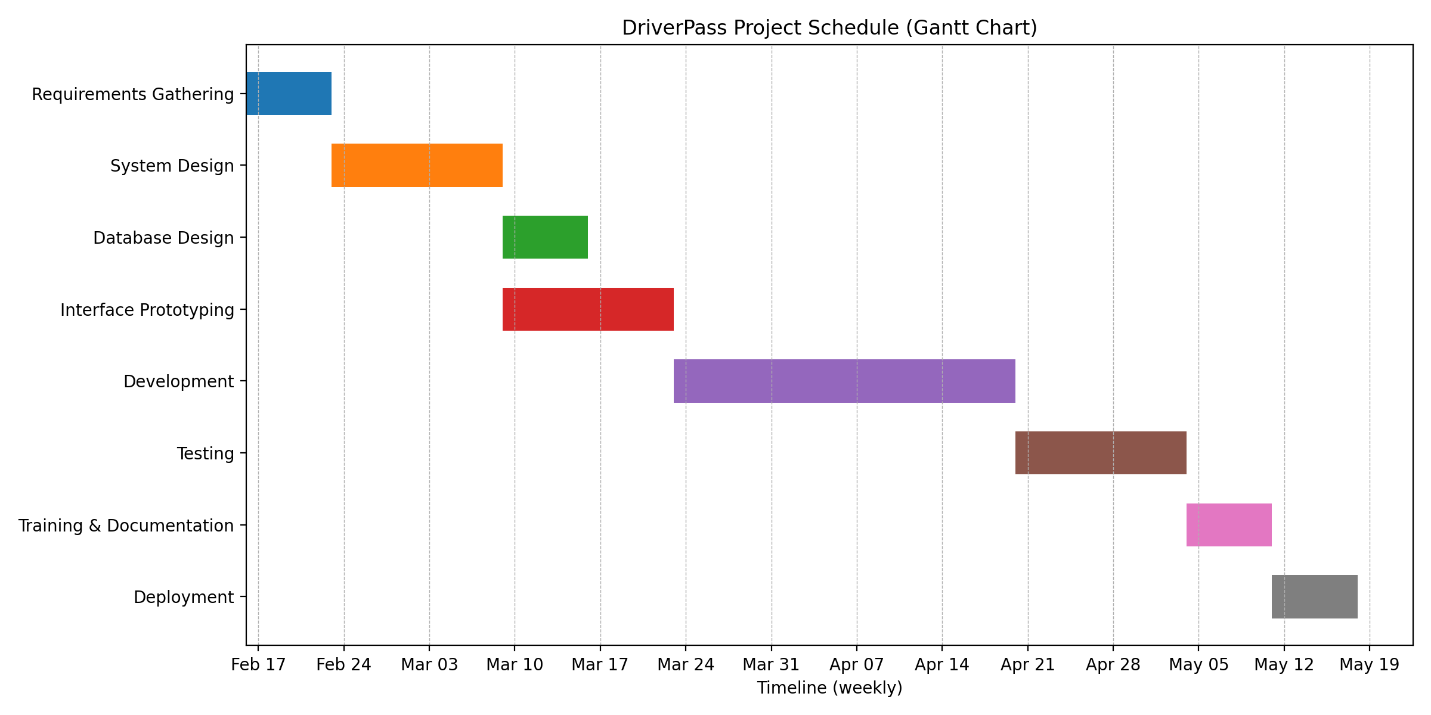 DriverPass Project Schedule (Gantt Chart)
Requirements Gathering
System Design
Database Design
Interface Prototyping
Development
Testing
Training & Documentation
Deployment
Feb 17 Feb 24 Mar 03 Mar 10 Mar 17 Mar 24 Mar 31 Apr 07 Apr 14 Apr 21 Apr 28 May 05 May 12 May 19
Timeline (weekly)